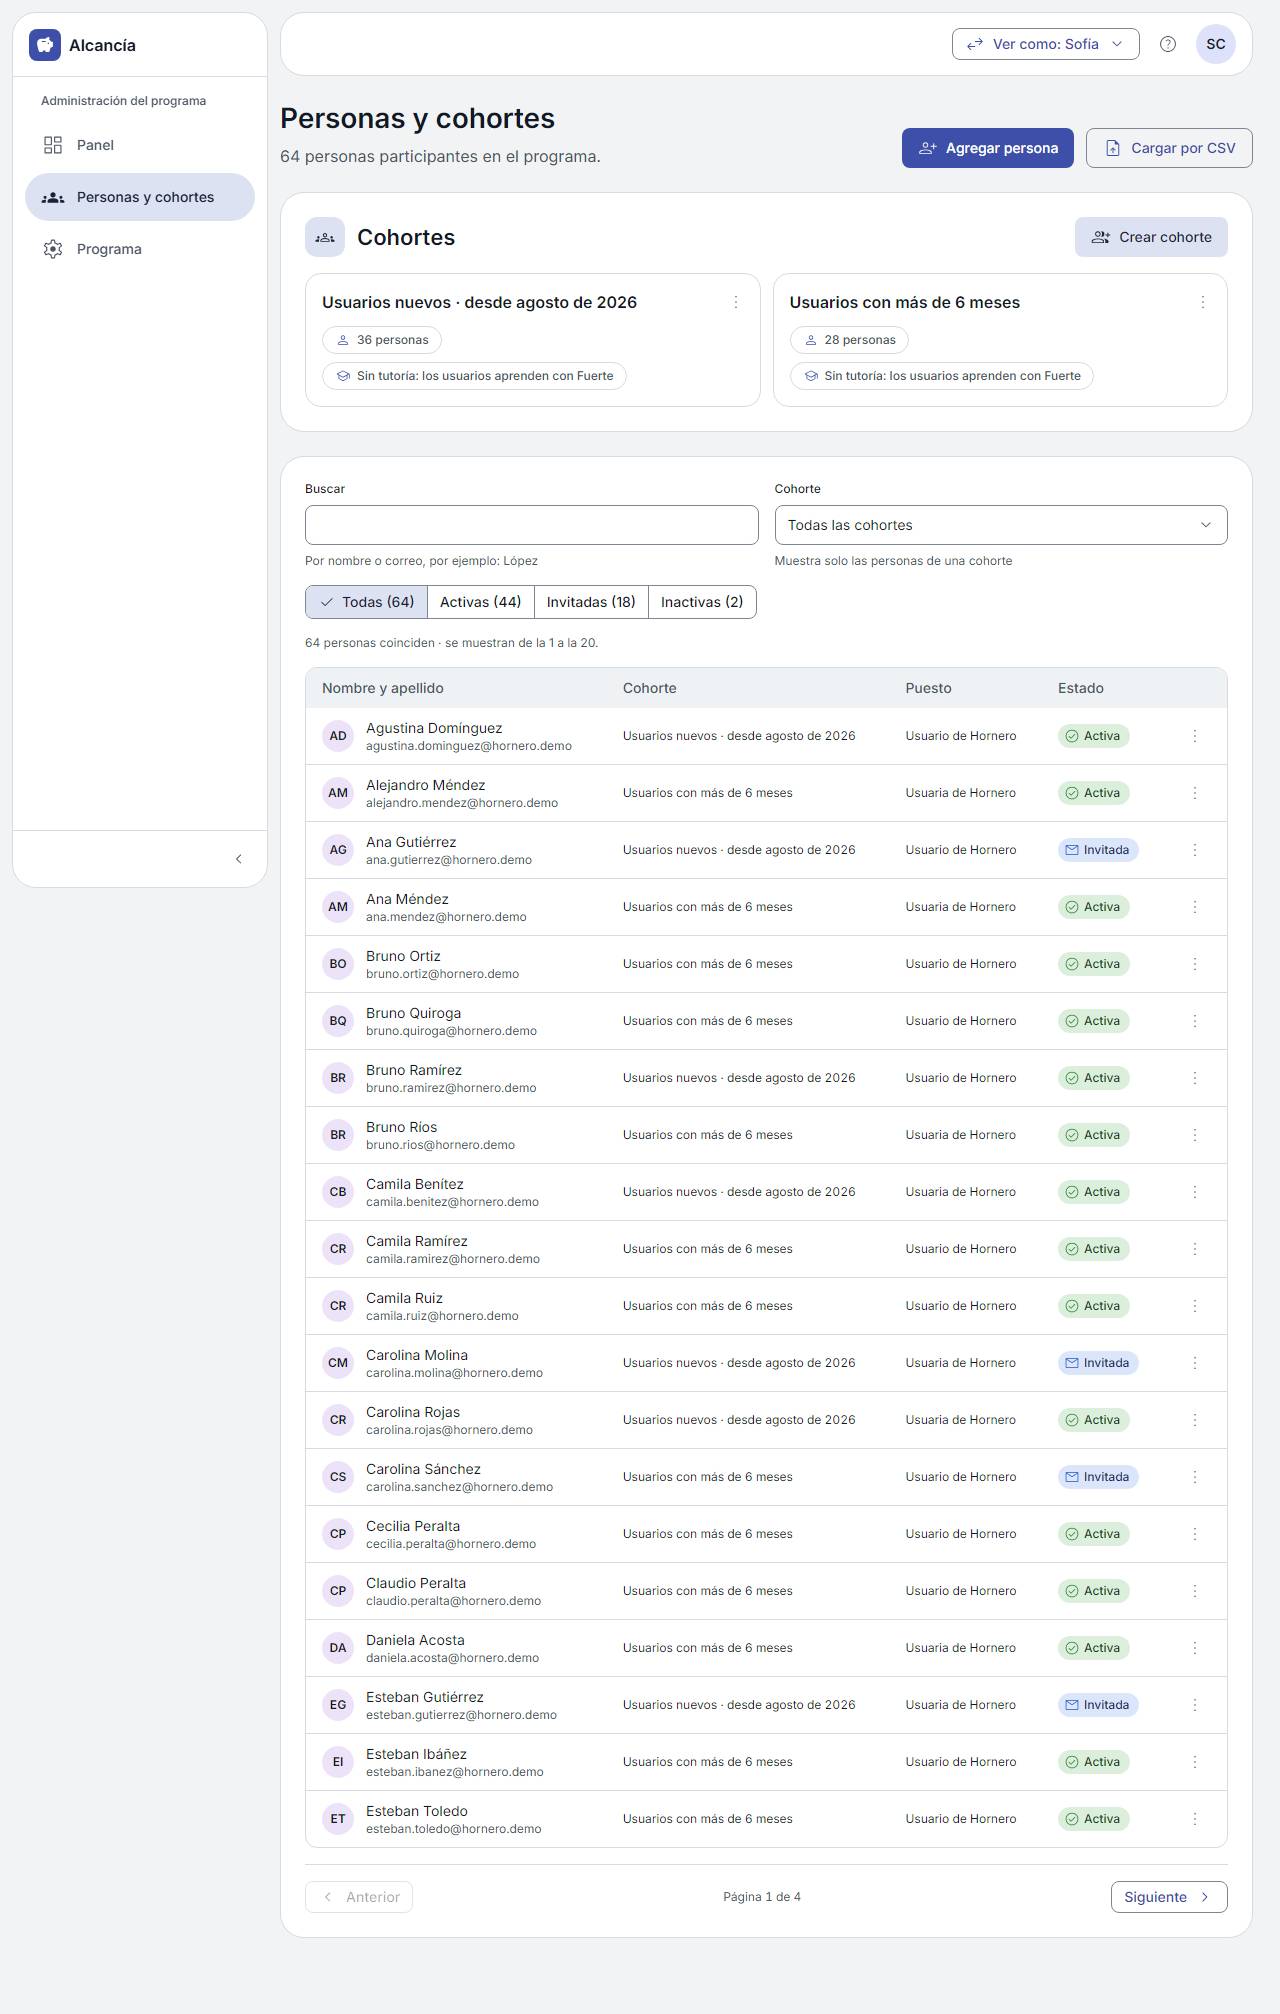 Alcancía
Ver como: Sofía
SC
Administración del programa
Panel
Personas y cohortes
Programa
Personas y cohortes
64 personas participantes en el programa.
Agregar persona
Cargar por CSV
Cohortes
Crear cohorte
Usuarios nuevos · desde agosto de 2026
36 personas
Sin tutoría: los usuarios aprenden con Fuerte
Usuarios con más de 6 meses
28 personas
Sin tutoría: los usuarios aprenden con Fuerte
Buscar
Por nombre o correo, por ejemplo: López
Cohorte
Todas las cohortes
Muestra solo las personas de una cohorte
Todas (64) Activas (44) Invitadas (18) Inactivas (2)
64 personas coinciden · se muestran de la 1 a la 20.
Nombre y apellido Cohorte Puesto Estado
AD Agustina Domínguez
agustina.dominguez@hornero.demo
Usuarios nuevos · desde agosto de 2026 Usuario de Hornero Activa
AM Alejandro Méndez
alejandro.mendez@hornero.demo
Usuarios con más de 6 meses Usuaria de Hornero Activa
AG Ana Gutiérrez
ana.gutierrez@hornero.demo
Usuarios nuevos · desde agosto de 2026 Usuario de Hornero Invitada
AM Ana Méndez
ana.mendez@hornero.demo
Usuarios con más de 6 meses Usuaria de Hornero Activa
BO Bruno Ortiz
bruno.ortiz@hornero.demo
Usuarios con más de 6 meses Usuario de Hornero Activa
BQ Bruno Quiroga
bruno.quiroga@hornero.demo
Usuarios con más de 6 meses Usuario de Hornero Activa
BR Bruno Ramírez
bruno.ramirez@hornero.demo
Usuarios nuevos · desde agosto de 2026 Usuario de Hornero Activa
BR Bruno Ríos
bruno.rios@hornero.demo
Usuarios con más de 6 meses Usuaria de Hornero Activa
CB Camila Benítez
camila.benitez@hornero.demo
Usuarios nuevos · desde agosto de 2026 Usuaria de Hornero Activa
CR Camila Ramírez
camila.ramirez@hornero.demo
Usuarios con más de 6 meses Usuario de Hornero Activa
CR Camila Ruiz
camila.ruiz@hornero.demo
Usuarios con más de 6 meses Usuario de Hornero Activa
CM Carolina Molina
carolina.molina@hornero.demo
Usuarios nuevos · desde agosto de 2026 Usuaria de Hornero Invitada
CR Carolina Rojas
carolina.rojas@hornero.demo
Usuarios nuevos · desde agosto de 2026 Usuaria de Hornero Activa
CS Carolina Sánchez
carolina.sanchez@hornero.demo
Usuarios con más de 6 meses Usuario de Hornero Invitada
CP Cecilia Peralta
cecilia.peralta@hornero.demo
Usuarios con más de 6 meses Usuario de Hornero Activa
CP Claudio Peralta
claudio.peralta@hornero.demo
Usuarios con más de 6 meses Usuario de Hornero Activa
DA Daniela Acosta
daniela.acosta@hornero.demo
Usuarios con más de 6 meses Usuaria de Hornero Activa
EG Esteban Gutiérrez
esteban.gutierrez@hornero.demo
Usuarios nuevos · desde agosto de 2026 Usuaria de Hornero Invitada
EI Esteban Ibáñez
esteban.ibanez@hornero.demo
Usuarios con más de 6 meses Usuario de Hornero Activa
ET Esteban Toledo
esteban.toledo@hornero.demo
Usuarios con más de 6 meses Usuario de Hornero Activa
Anterior Página 1 de 4 Siguiente